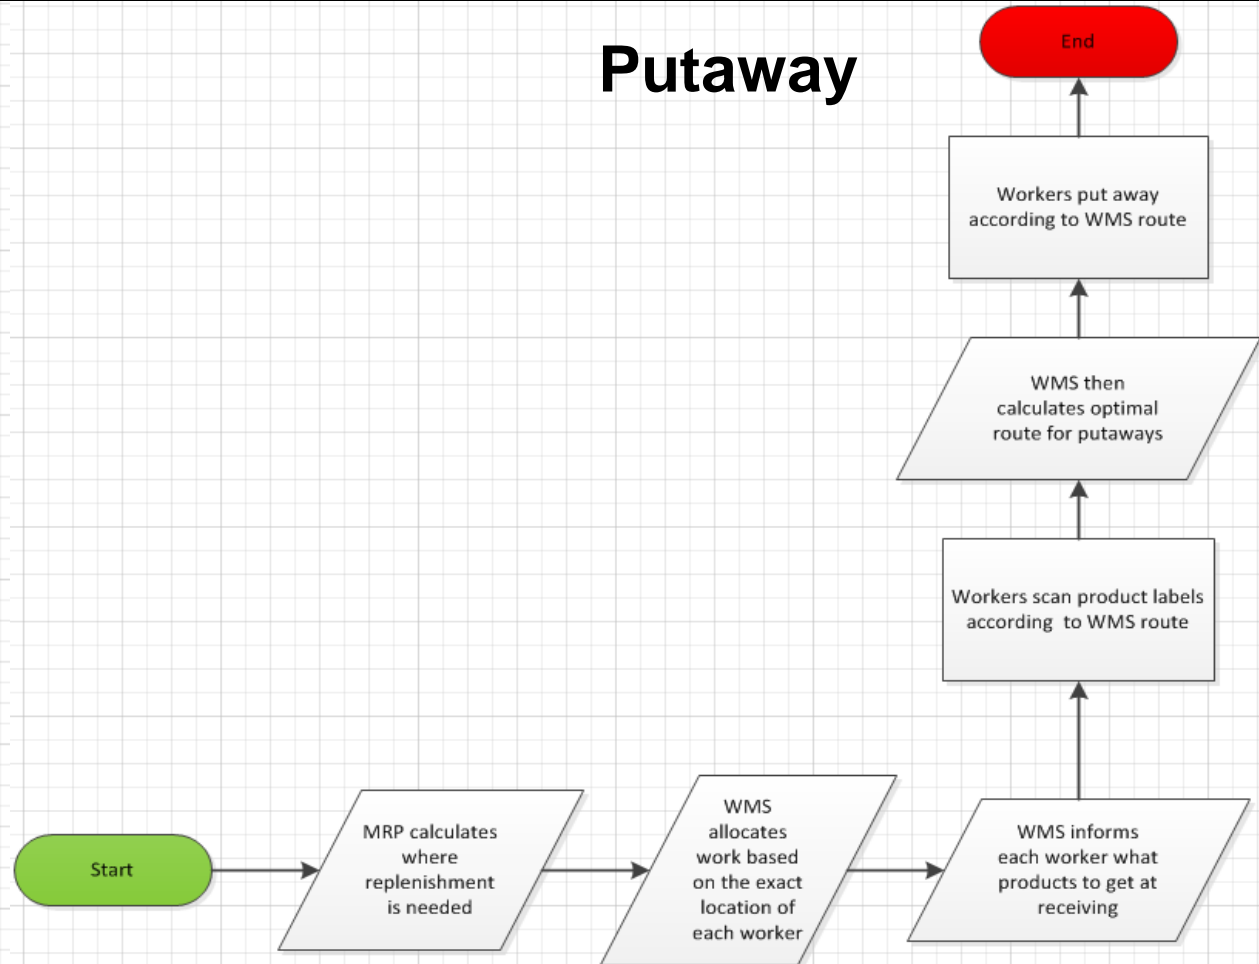 Putaway
End
Workers put away
according to WMS route
WMS then
calculates optimal
route for putaways
Workers scan product labels
according  to WMS route
Start
MRP calculates
where
replenishment
is needed
WMS
allocates
work based
on the exact
location of
each worker
WMS informs
each worker what
products to get at
receiving